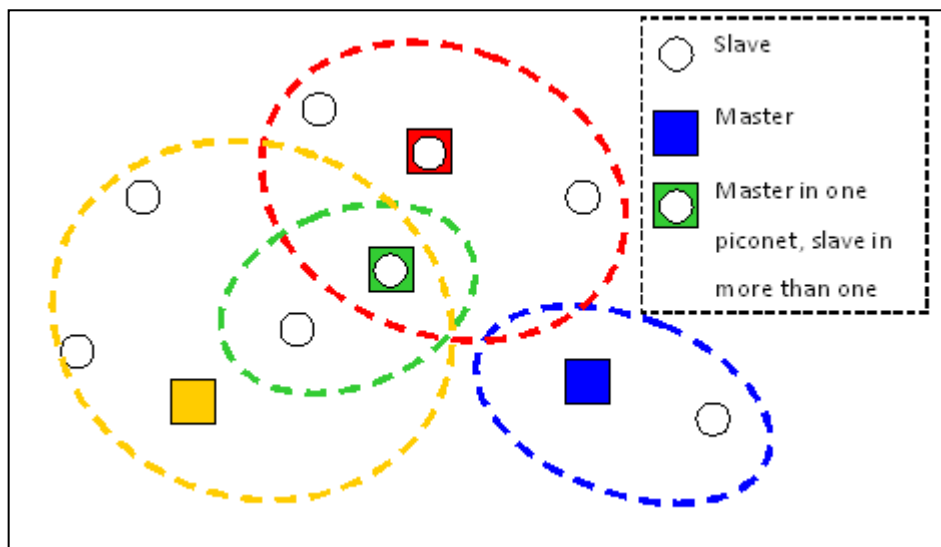 Slave
Master
Master in one
piconet, slave in
more than one